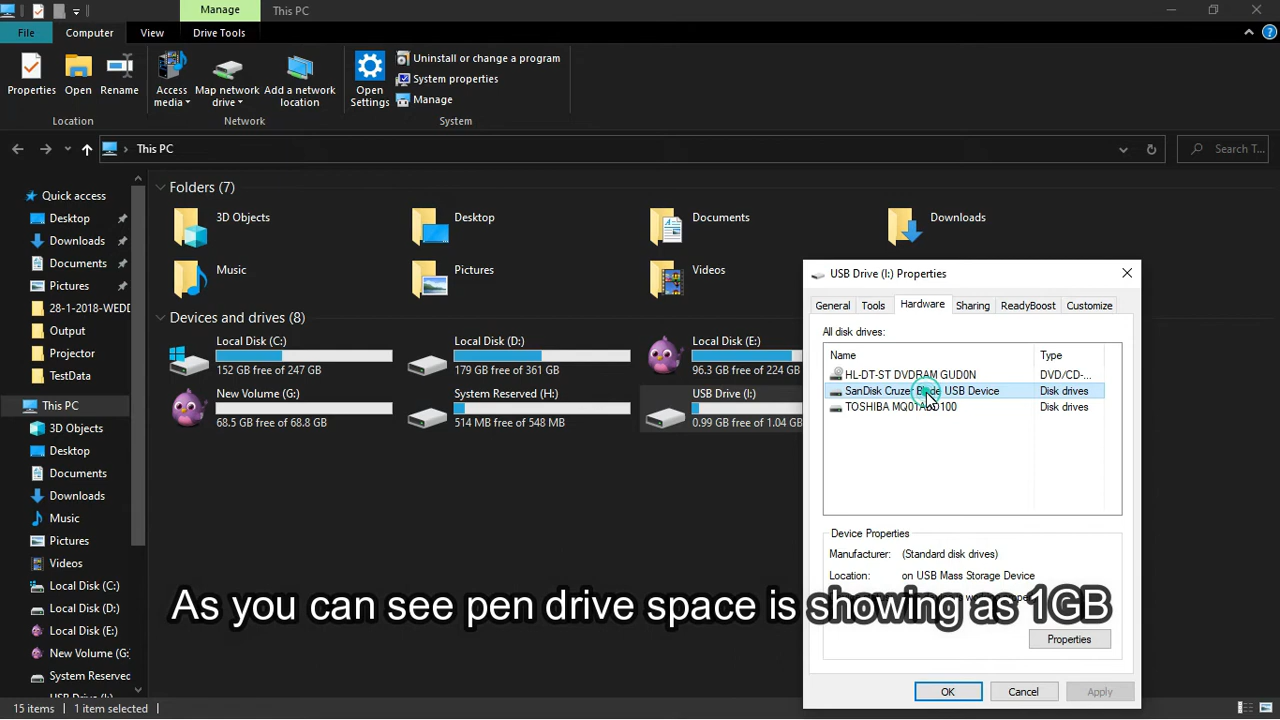 Manage
This PC
File
Computer
View
Drive Tools
Properties
Open
Rename
Access media
Map network drive
Add a network location
Open Settings
Uninstall or change a program
System properties
Manage
Location
Network
System
This PC
Search T...
Quick access
Desktop
Downloads
Documents
Pictures
28-1-2018-WEDD
Output
Projector
TestData
This PC
3D Objects
Desktop
Documents
Downloads
Music
Pictures
Videos
Local Disk (C:)
Local Disk (D:)
Local Disk (E:)
New Volume (G:)
System Reserved
Folders (7)
3D Objects
Desktop
Documents
Downloads
Music
Pictures
Videos
Devices and drives (8)
Local Disk (C:)
152 GB free of 247 GB
Local Disk (D:)
179 GB free of 361 GB
Local Disk (E:)
96.3 GB free of 224 GB
New Volume (G:)
68.5 GB free of 68.8 GB
System Reserved (H:)
514 MB free of 548 MB
USB Drive (I:)
0.99 GB free of 1.04 GB
USB Drive (I:) Properties
General
Tools
Hardware
Sharing
ReadyBoost
Customize
All disk drives:
Name
Type
HL-DT-ST DVDRAM GUD0N
DVD/CD-...
SanDisk Cruzer USB Device
Disk drives
TOSHIBA
Disk drives
Device Properties
Manufacturer: (Standard disk drives)
Location: on USB Mass Storage Device
As you can see pen drive space is showing as 1GB
Properties
OK
Cancel
Apply
15 items
1 item selected